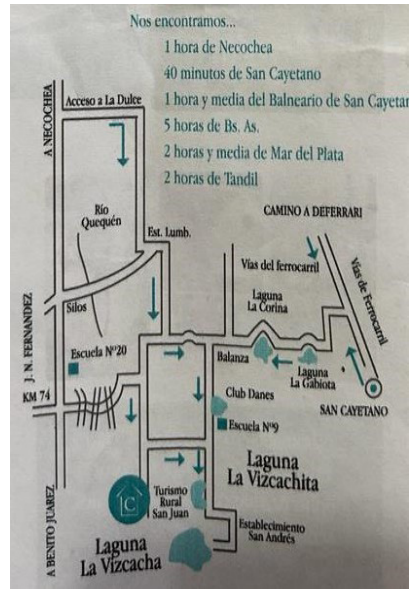 Nos encontramos...
1 hora de Necochea
40 minutos de San Cayetano
1 hora y media del Balneario de San Cayetan
5 horas de Bs. As.
2 horas y media de Mar del Plata
2 horas de Tandil
A NECOCHEA
Acceso a La Dulce
CAMINO A DEFERRARI
Río
Quequén
Est. Lumb.
Vías del ferrocarril
Vías de Ferrocarril
Laguna
La Corina
Silos
J. N. FERNANDEZ
Escuela Nº20
Balanza
Laguna
La Gabiota
KM 74
Club Danes
SAN CAYETANO
Escuela Nº9
Laguna
La Vizcachita
C
Turismo
Rural
San Juan
A BENITO JUAREZ
Laguna
La Vizcacha
Establecimiento
San Andrés